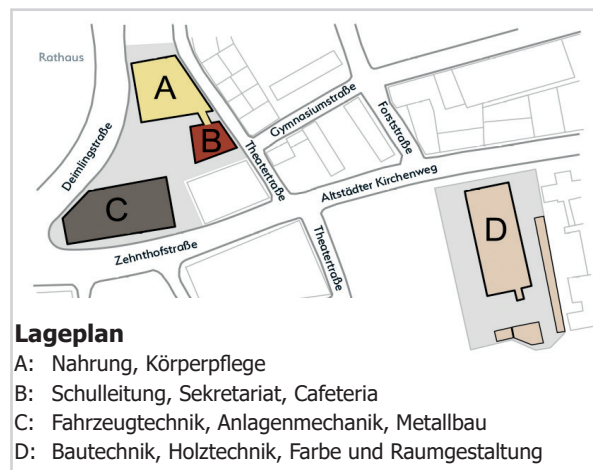 Rathaus
A
Deimlingstraße
B
Theaterstraße
Gymnasiumstraße
Forststraße
C
Altstädter Kirchenweg
Zehnthofstraße
Theaterstraße
D
Lageplan
A: Nahrung, Körperpflege
B: Schulleitung, Sekretariat, Cafeteria
C: Fahrzeugtechnik, Anlagenmechanik, Metallbau
D: Bautechnik, Holztechnik, Farbe und Raumgestaltung